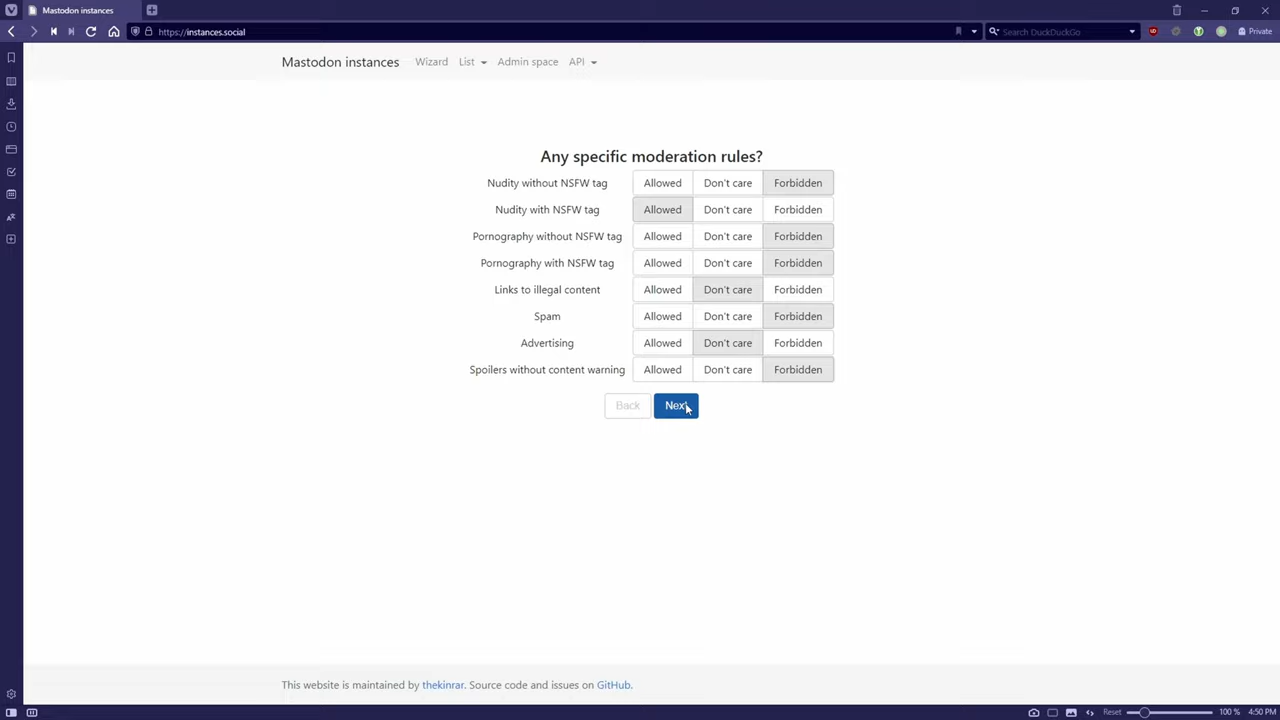 Mastodon instances
https://instances.social
Search DuckDuckGo
Private
Mastodon instances Wizard List Admin space API
Any specific moderation rules?
Nudity without NSFW tag Allowed Don't care Forbidden
Nudity with NSFW tag Allowed Don't care Forbidden
Pornography without NSFW tag Allowed Don't care Forbidden
Pornography with NSFW tag Allowed Don't care Forbidden
Links to illegal content Allowed Don't care Forbidden
Spam Allowed Don't care Forbidden
Advertising Allowed Don't care Forbidden
Spoilers without content warning Allowed Don't care Forbidden
Back Next
This website is maintained by thekinrar. Source code and issues on GitHub.
Reset 100 % 4:50 PM